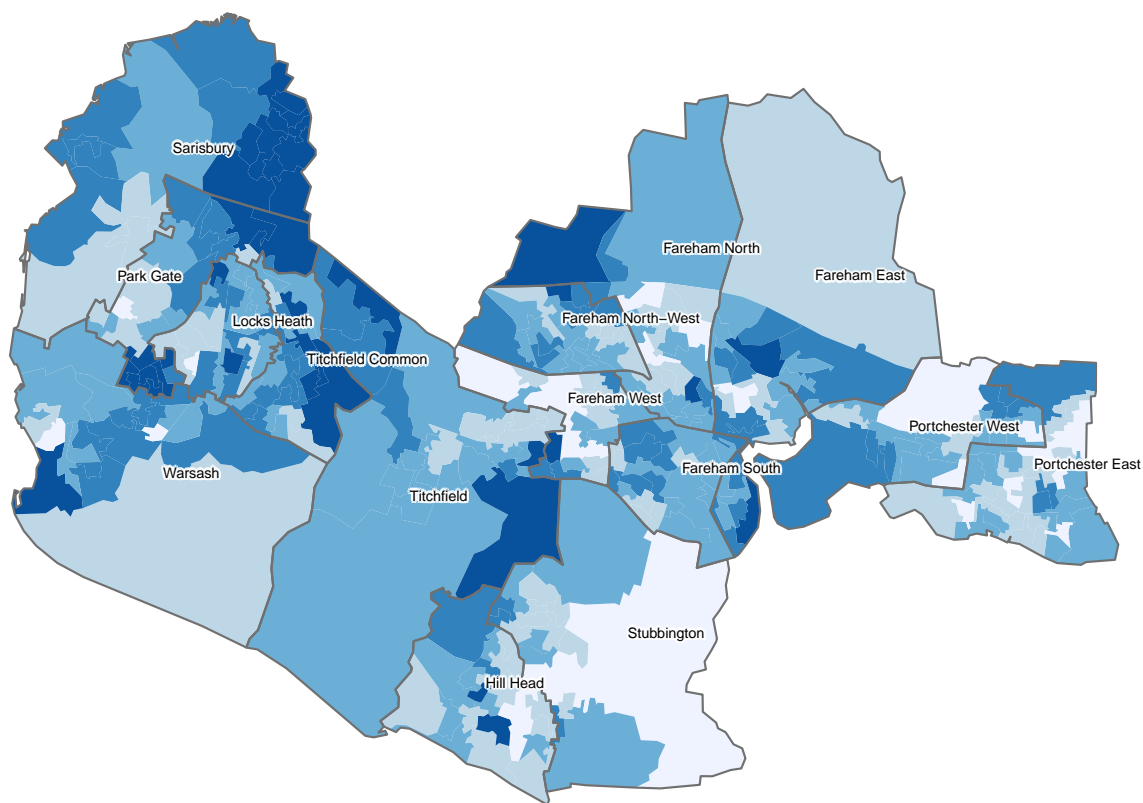 Sarisbury
Fareham North
Park Gate
Fareham East
Locks Heath
Fareham North−West
Titchfield Common
Fareham West
Portchester West
Portchester East
Warsash
Fareham South
Titchfield
Stubbington
Hill Head